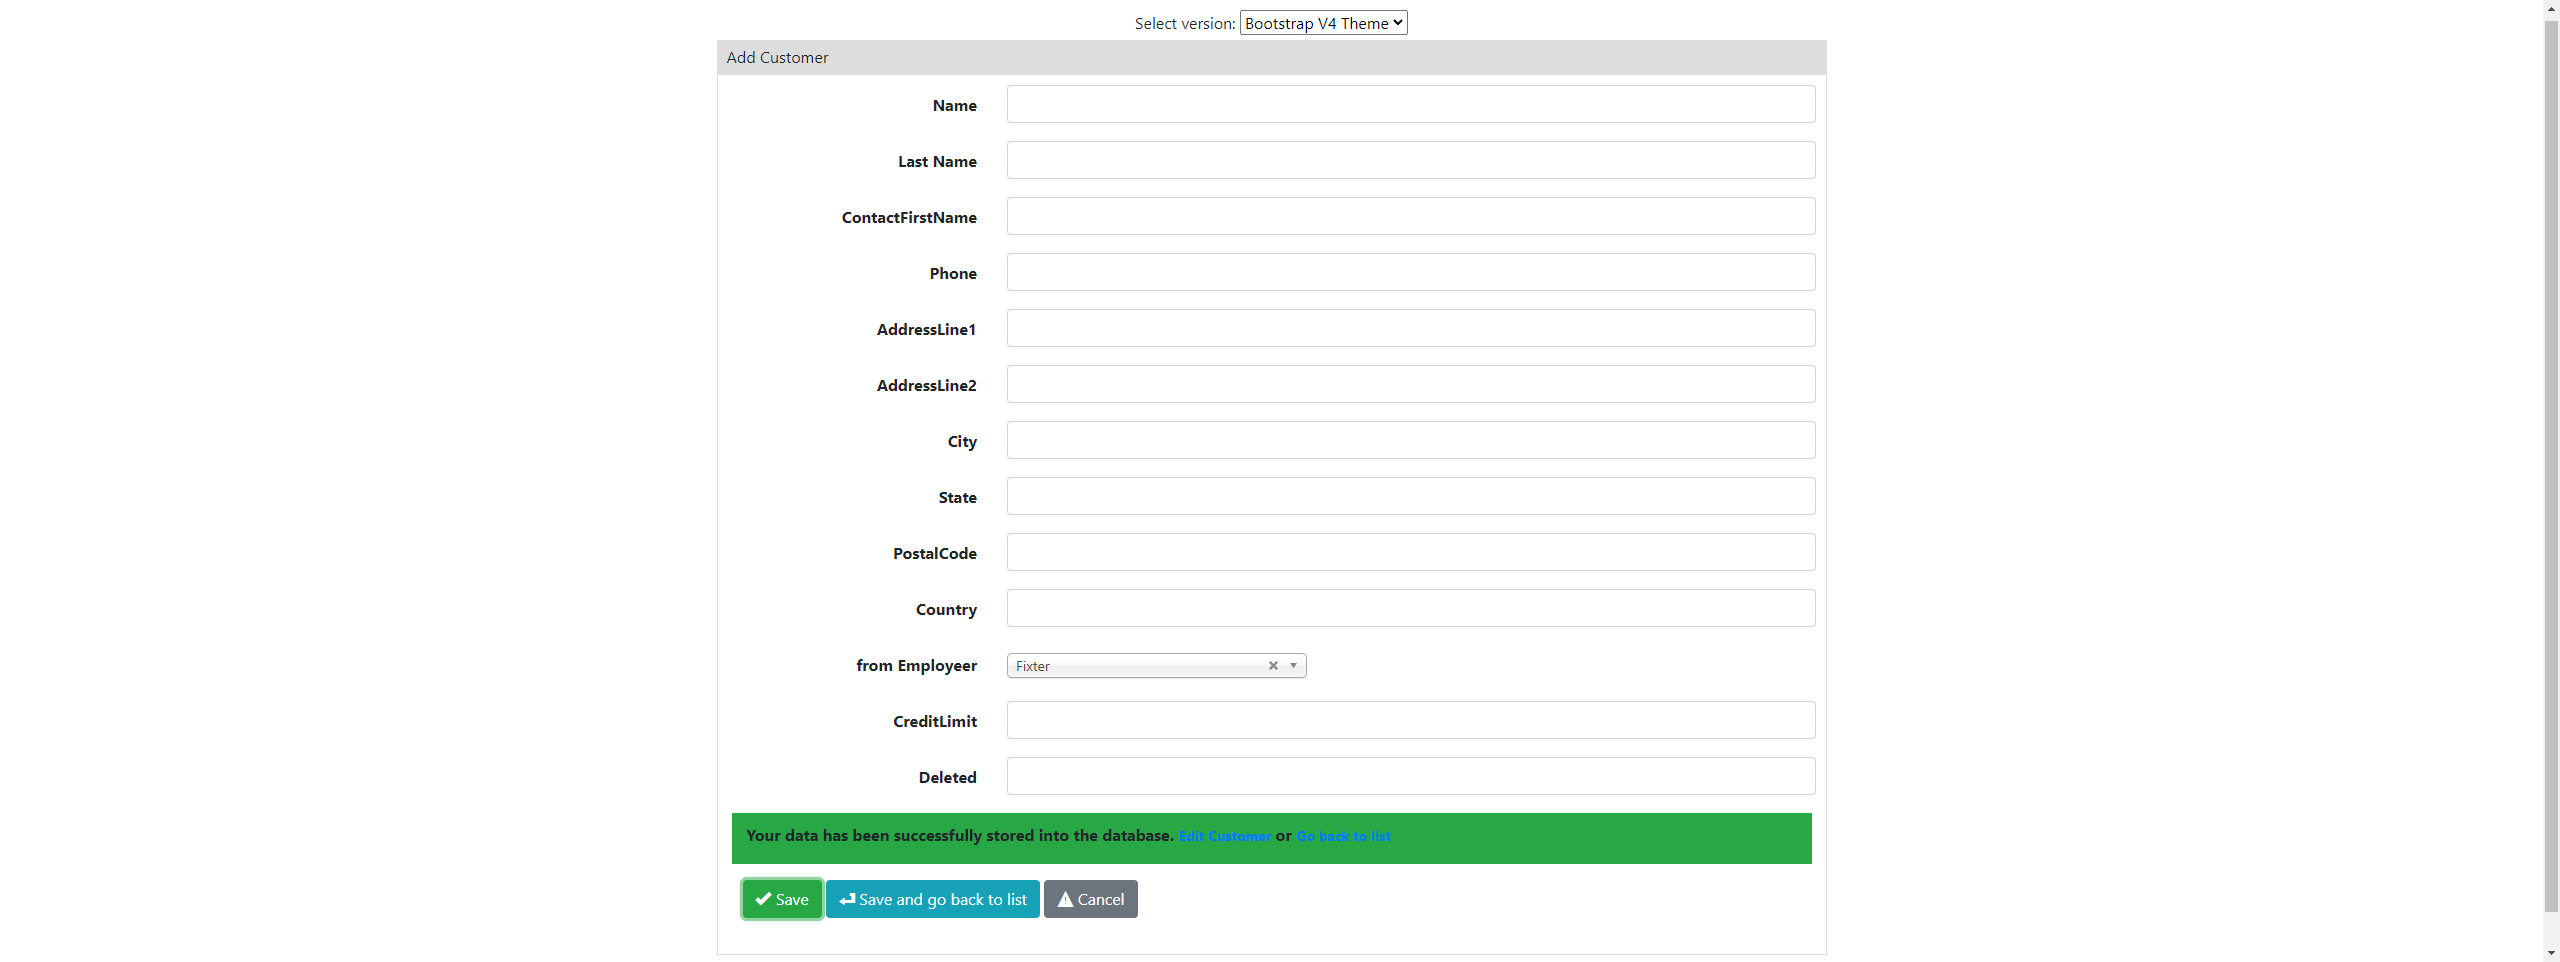 Select version: Bootstrap V4 Theme
Add Customer
Name
Last Name
ContactFirstName
Phone
AddressLine1
AddressLine2
City
State
PostalCode
Country
from Employeer Fixter
CreditLimit
Deleted
Your data has been successfully stored into the database. Edit Customer or Go back to list
Save Save and go back to list Cancel